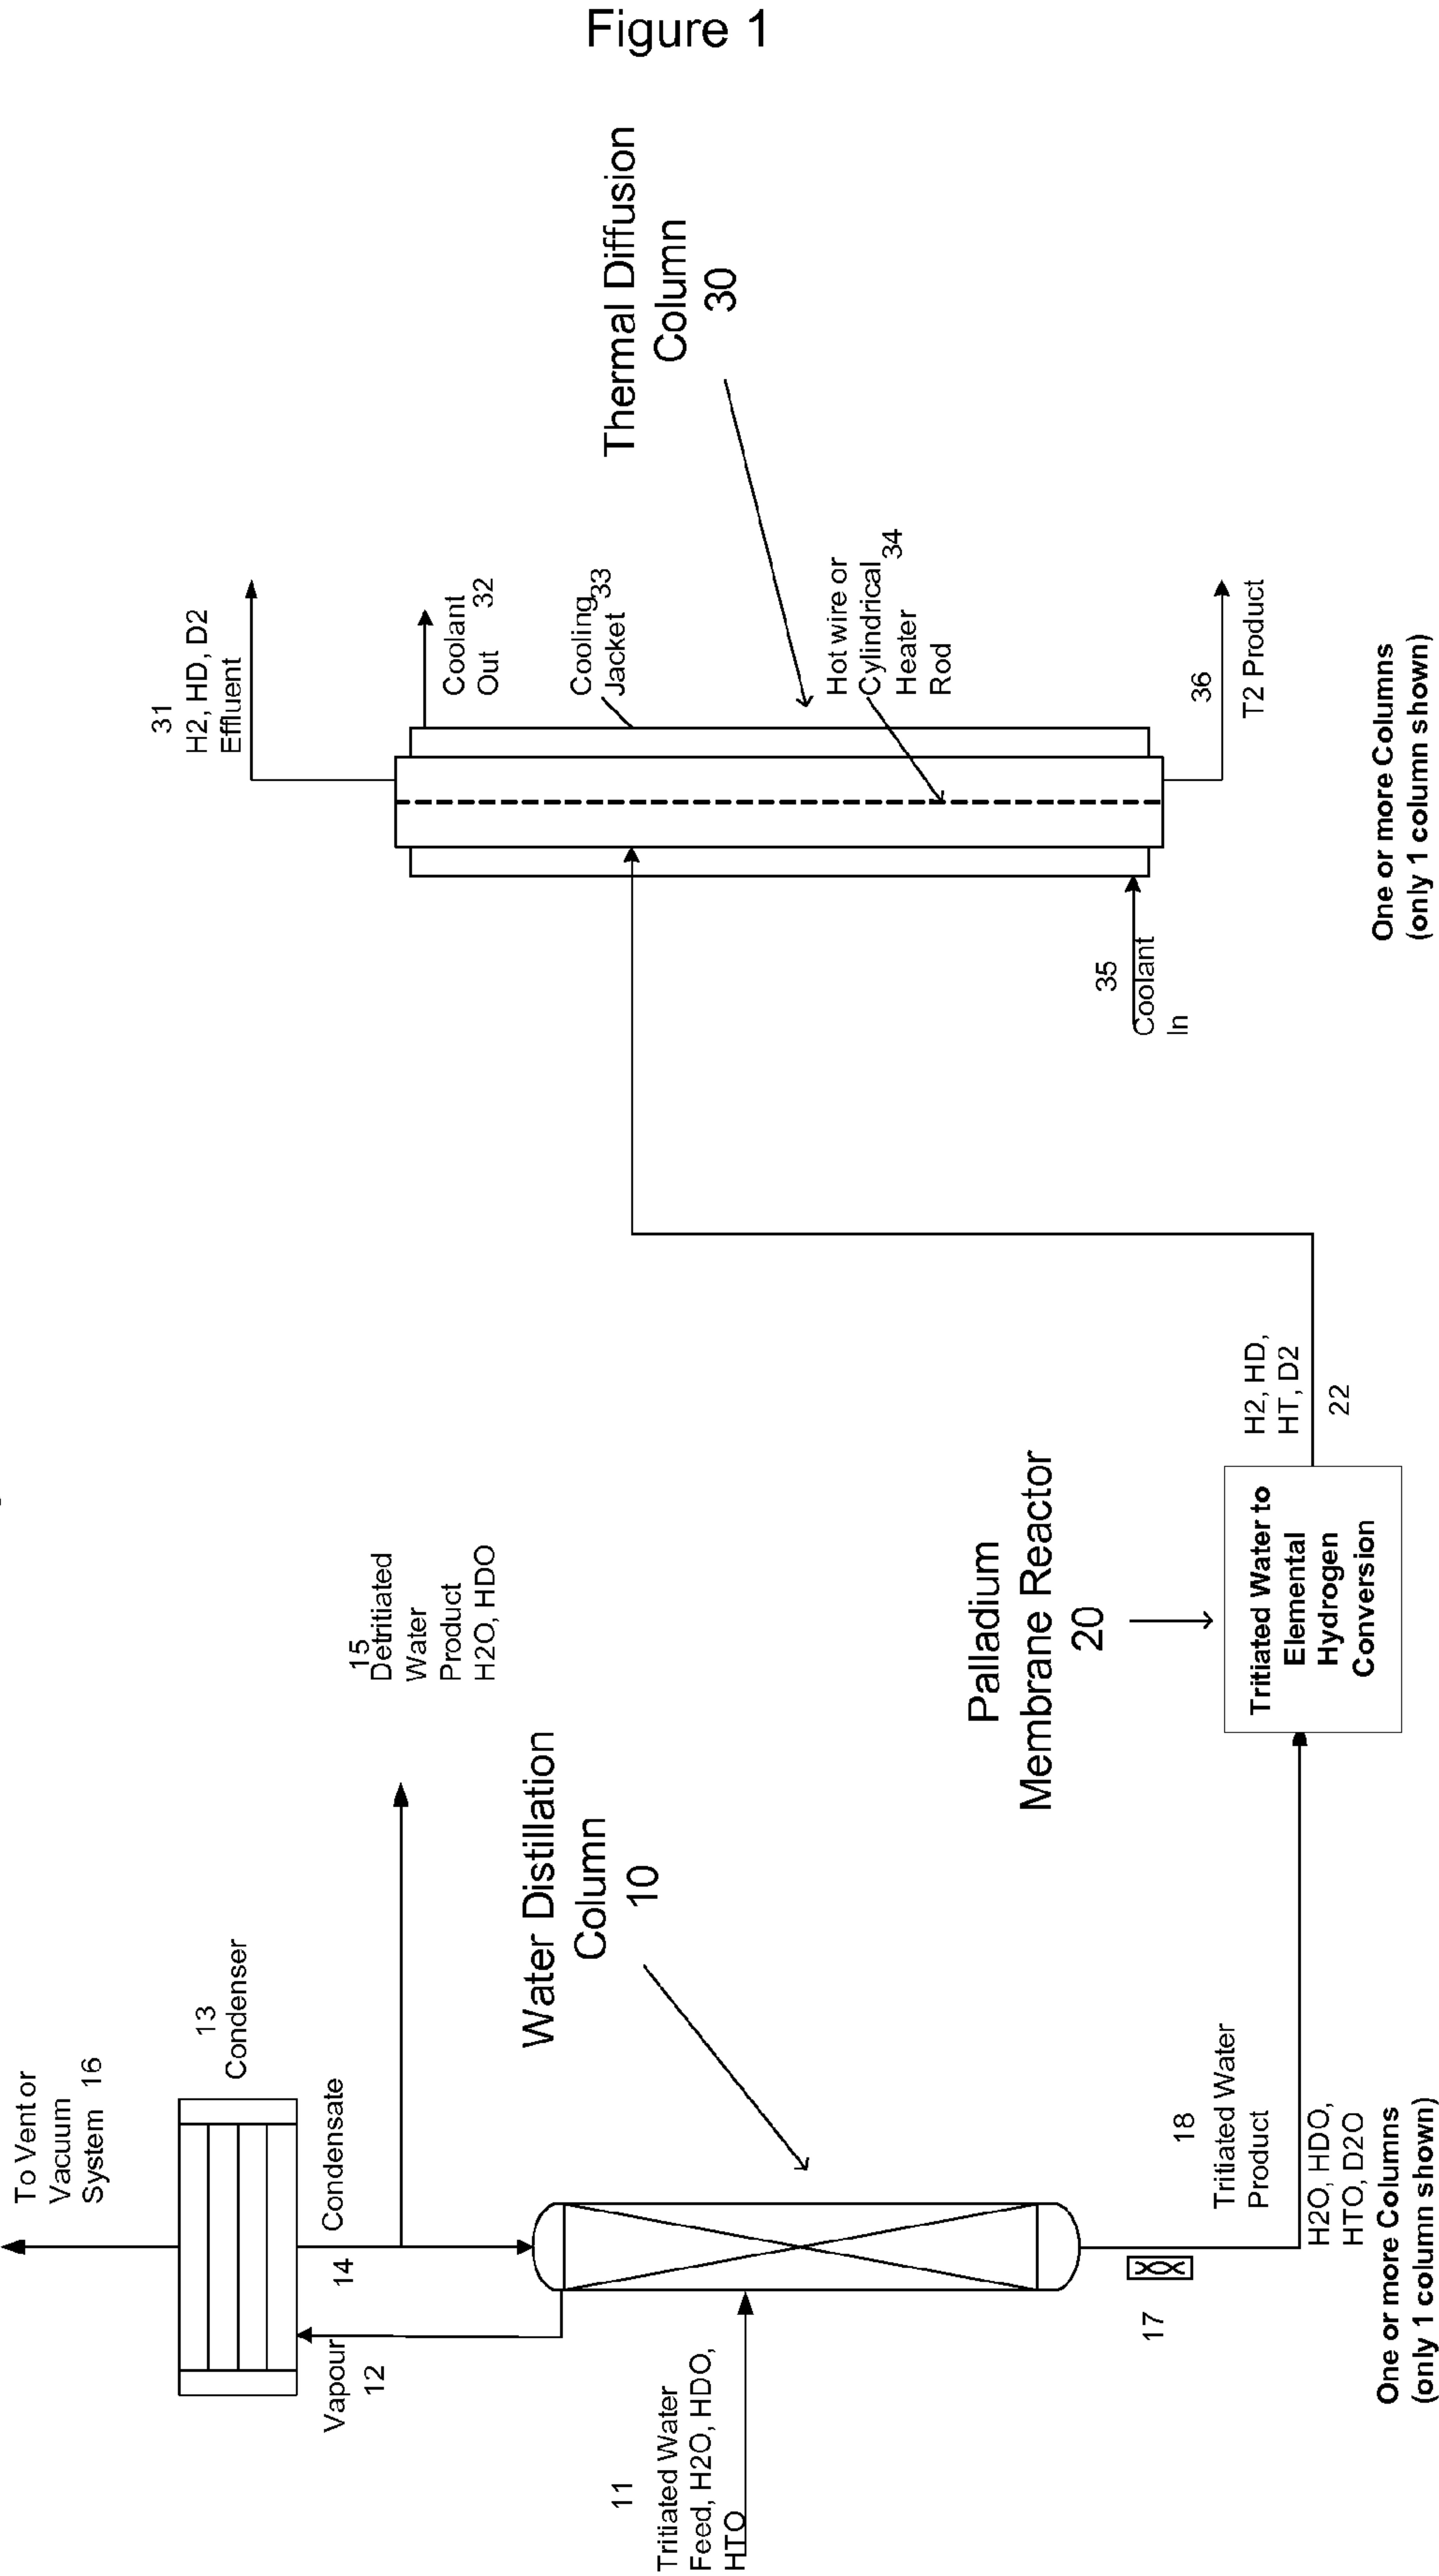 Figure 1
To Vent or
Vacuum
System 16
13
Condenser
Vapour
12
14
Condensate
15
Detritiated
Water
Product
H2O, HDO
11
Tritiated Water
Feed, H2O, HDO,
HTO
Water Distillation
Column
10
17
18
Tritiated Water
Product
H2O, HDO,
HTO, D2O
One or more Columns
(only 1 column shown)
Palladium
Membrane Reactor
20
Tritiated Water to
Elemental
Hydrogen
Conversion
H2, HD,
HT, D2
22
31
H2, HD, D2
Effluent
Coolant
Out 32
Cooling 33
Jacket
Hot wire or
Cylindrical 34
Heater
Rod
Thermal Diffusion
Column
30
35
Coolant
In
36
T2 Product
One or more Columns
(only 1 column shown)